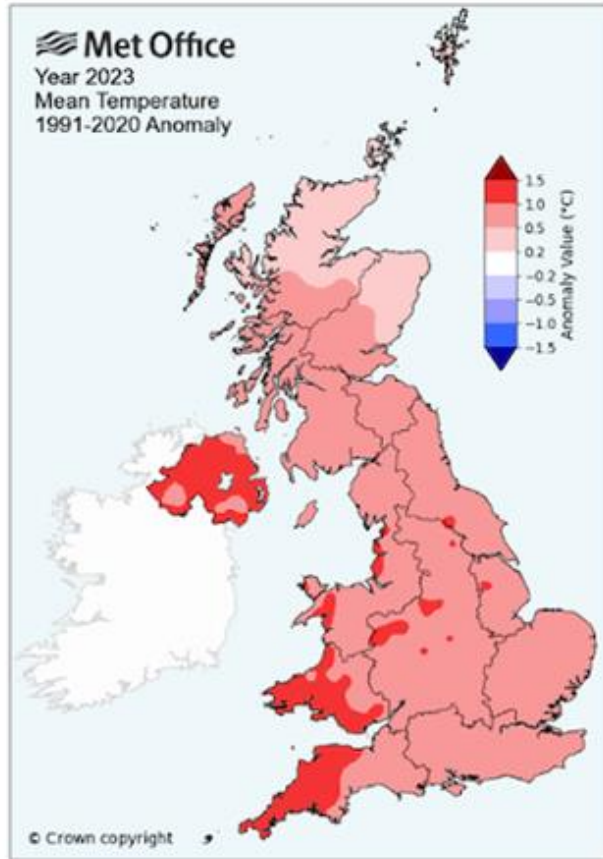 Met Office
Year 2023
Mean Temperature
1991-2020 Anomaly
1.5
1.0
0.5
0.2
−0.2
−0.5
−1.0
−1.5
Anomaly Value (°C)
© Crown copyright